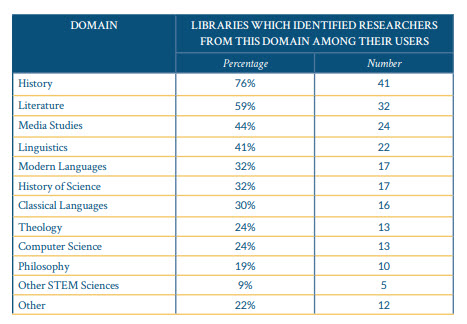 DOMAIN LIBRARIES WHICH IDENTIFIED RESEARCHERS
FROM THIS DOMAIN AMONG THEIR USERS
Percentage Number
History 76% 41
Literature 59% 32
Media Studies 44% 24
Linguistics 41% 22
Modern Languages 32% 17
History of Science 32% 17
Classical Languages 30% 16
Theology 24% 13
Computer Science 24% 13
Philosophy 19% 10
Other STEM Sciences 9% 5
Other 22% 12